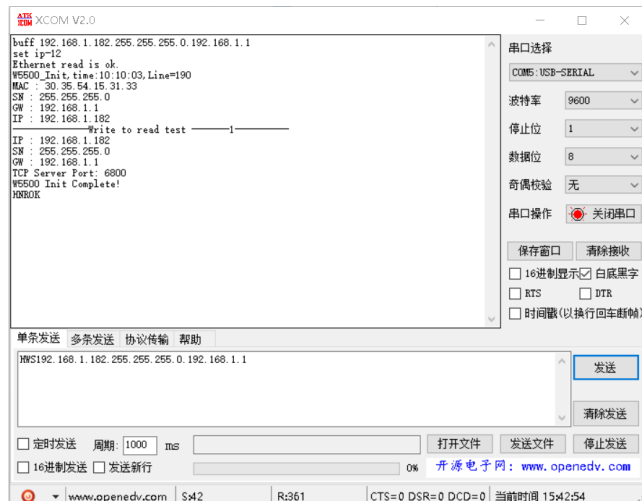 ATK XCOM XCOM V2.0
buff 192.168.1.182.255.255.255.0.192.168.1.1
set ip-12
Ethernet read is ok.
W5500_Init,time:10:10:03,Line=190
MAC : 30.35.54.15.31.33
SN : 255.255.255.0
GW : 192.168.1.1
IP : 192.168.1.182
————————Write to read test ————1——————
IP : 192.168.1.182
SN : 255.255.255.0
GW : 192.168.1.1
TCP Server Port: 6800
W5500 Init Complete!
HNROK
串口选择
COM5:USB-SERIAL
波特率 9600
停止位 1
数据位 8
奇偶校验 无
串口操作 关闭串口
保存窗口 清除接收
16进制显示 白底黑字
RTS DTR
时间戳(以换行回车断帧)
单条发送 多条发送 协议传输 帮助
HWS192.168.1.182.255.255.255.0.192.168.1.1
发送
清除发送
定时发送 周期: 1000 ms 打开文件 发送文件 停止发送
16进制发送 发送新行 0% 开源电子网: www.openedv.com
www.openedv.com S:42 R:361 CTS=0 DSR=0 DCD=0 当前时间 15:42:54